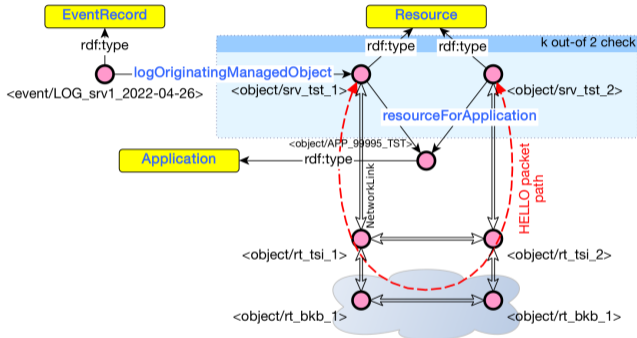 EventRecord
Resource
rdf:type
rdf:type
rdf:type
k out-of 2 check
logOriginatingManagedObject
<event/LOG_srv1_2022-04-26>
<object/srv_tst_1>
<object/srv_tst_2>
resourceForApplication
<object/APP_99995_TST>
Application
rdf:type
NetworkLink
HELLO packet
path
<object/rt_tsi_1>
<object/rt_tsi_2>
<object/rt_bkb_1>
<object/rt_bkb_1>